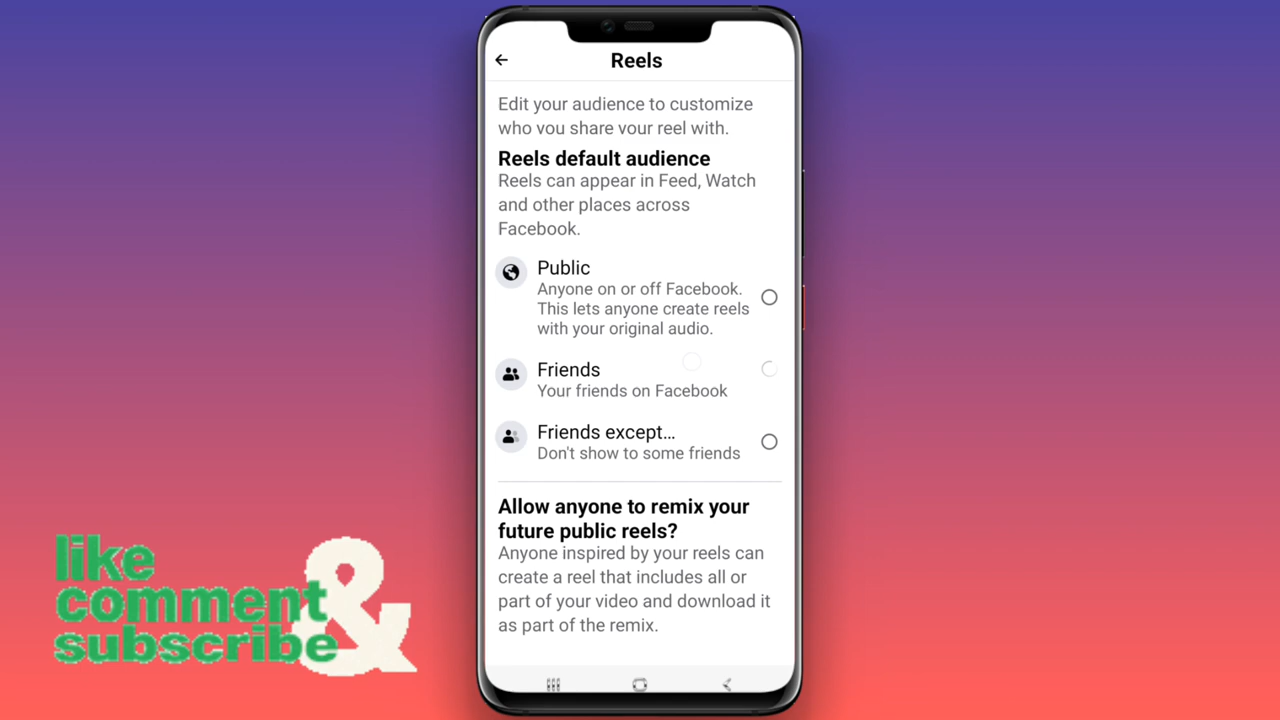 Reels
Edit your audience to customize
who you share your reel with.
Reels default audience
Reels can appear in Feed, Watch
and other places across
Facebook.
Public
Anyone on or off Facebook.
This lets anyone create reels
with your original audio.
Friends
Your friends on Facebook
Friends except...
Don't show to some friends
Allow anyone to remix your
future public reels?
Anyone inspired by your reels can
create a reel that includes all or
part of your video and download it
as part of the remix.
like
comment &
subscribe